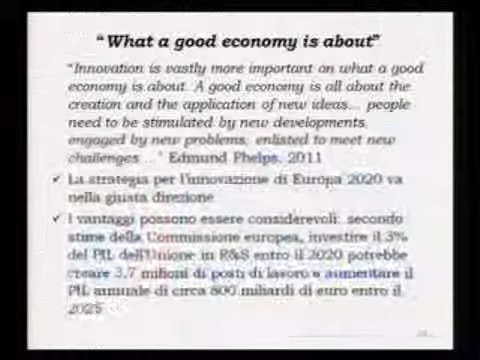 "What a good economy is about"
"Innovation is vastly more important on what a good
economy is about. A good economy is all about the
creation and the application of new ideas... people
need to be stimulated by new developments,
engaged by new problems, enlisted to meet new
challenges ..." Edmund Phelps, 2011
✓ La strategia per l'innovazione di Europa 2020 va
nella giusta direzione
✓ I vantaggi possono essere considerevoli: secondo
stime della Commissione europea, investire il 3%
del PIL dell'Unione in R&S entro il 2020 potrebbe
creare 3,7 milioni di posti di lavoro e aumentare il
PIL annuale di circa 800 miliardi di euro entro il
2025